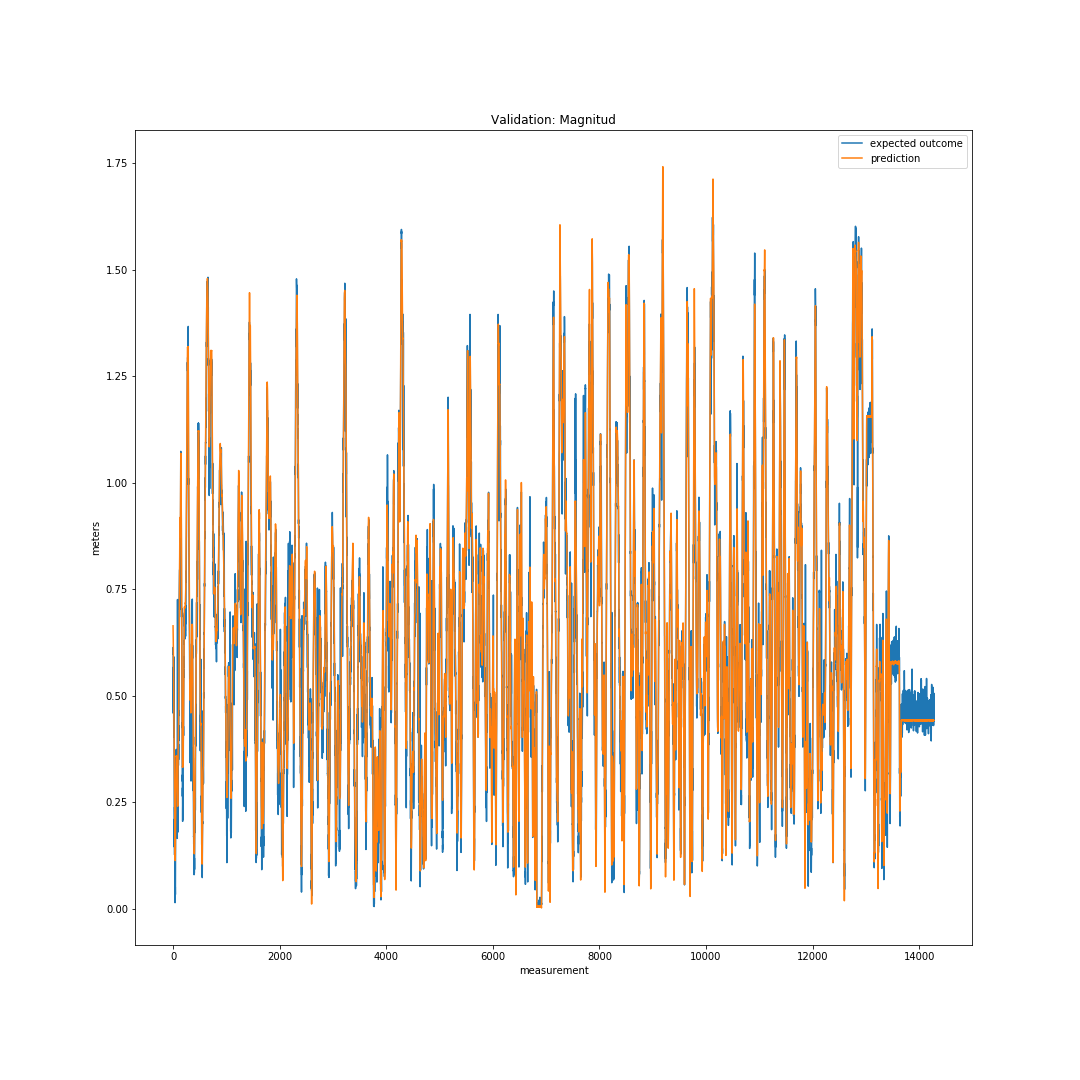 Validation: Magnitud
expected outcome
prediction
1.75
1.50
1.25
1.00
0.75
0.50
0.25
0.00
meters
0 2000 4000 6000 8000 10000 12000 14000
measurement